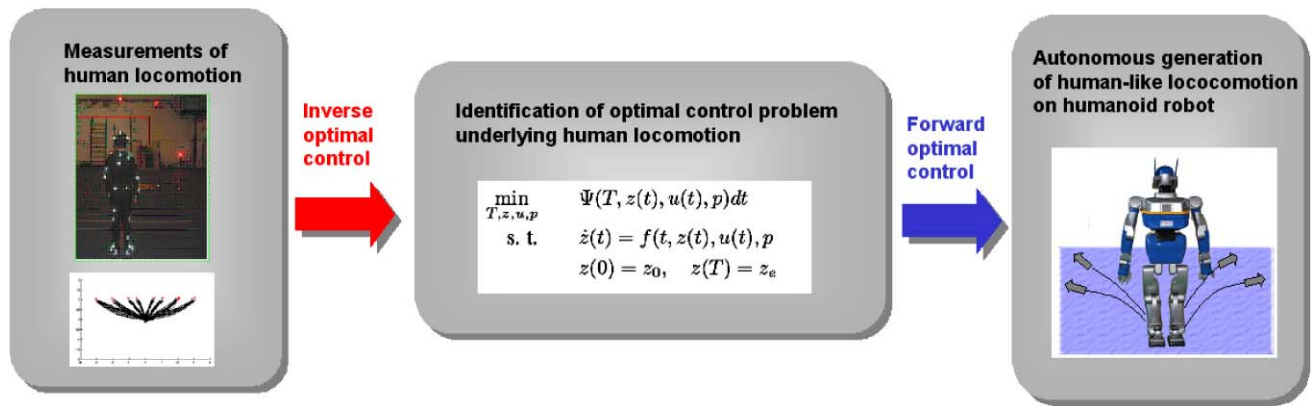 Measurements of
human locomotion
Inverse
optimal
control
Identification of optimal control problem
underlying human locomotion
min Ψ(T, z(t), u(t), p)dt
T,z,u,p
s. t. ż(t) = f(t, z(t), u(t), p
z(0) = z₀, z(T) = zₑ
Forward
optimal
control
Autonomous generation
of human-like lococomotion
on humanoid robot